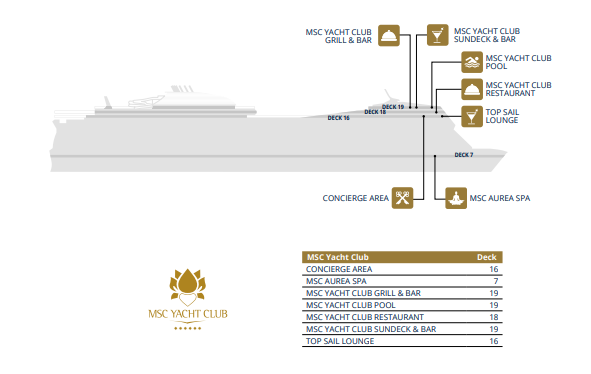 MSC YACHT CLUB
GRILL & BAR
MSC YACHT CLUB
SUNDECK & BAR
MSC YACHT CLUB
POOL
MSC YACHT CLUB
RESTAURANT
TOP SAIL
LOUNGE
DECK 19
DECK 18
DECK 16
DECK 7
CONCIERGE AREA
MSC AUREA SPA
MSC YACHT CLUB
MSC Yacht Club Deck
CONCIERGE AREA 16
MSC AUREA SPA 7
MSC YACHT CLUB GRILL & BAR 19
MSC YACHT CLUB POOL 19
MSC YACHT CLUB RESTAURANT 18
MSC YACHT CLUB SUNDECK & BAR 19
TOP SAIL LOUNGE 16